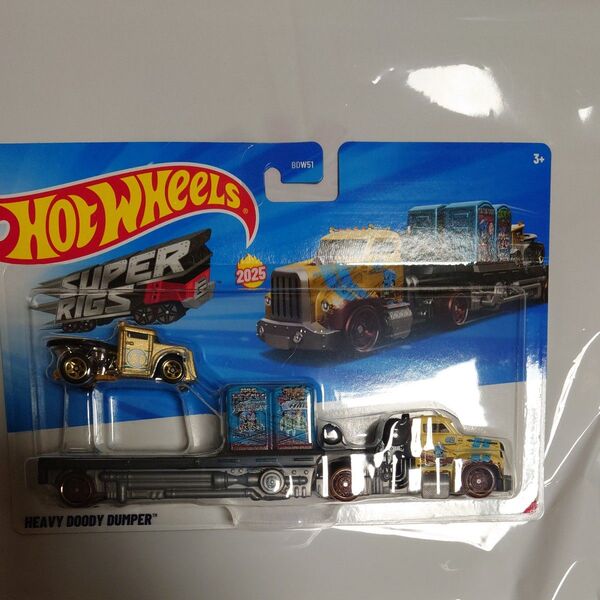 BDW51
3+
HOT WHEELS®
SUPER
RIGS
2025
HEAVY DOODY DUMPER™